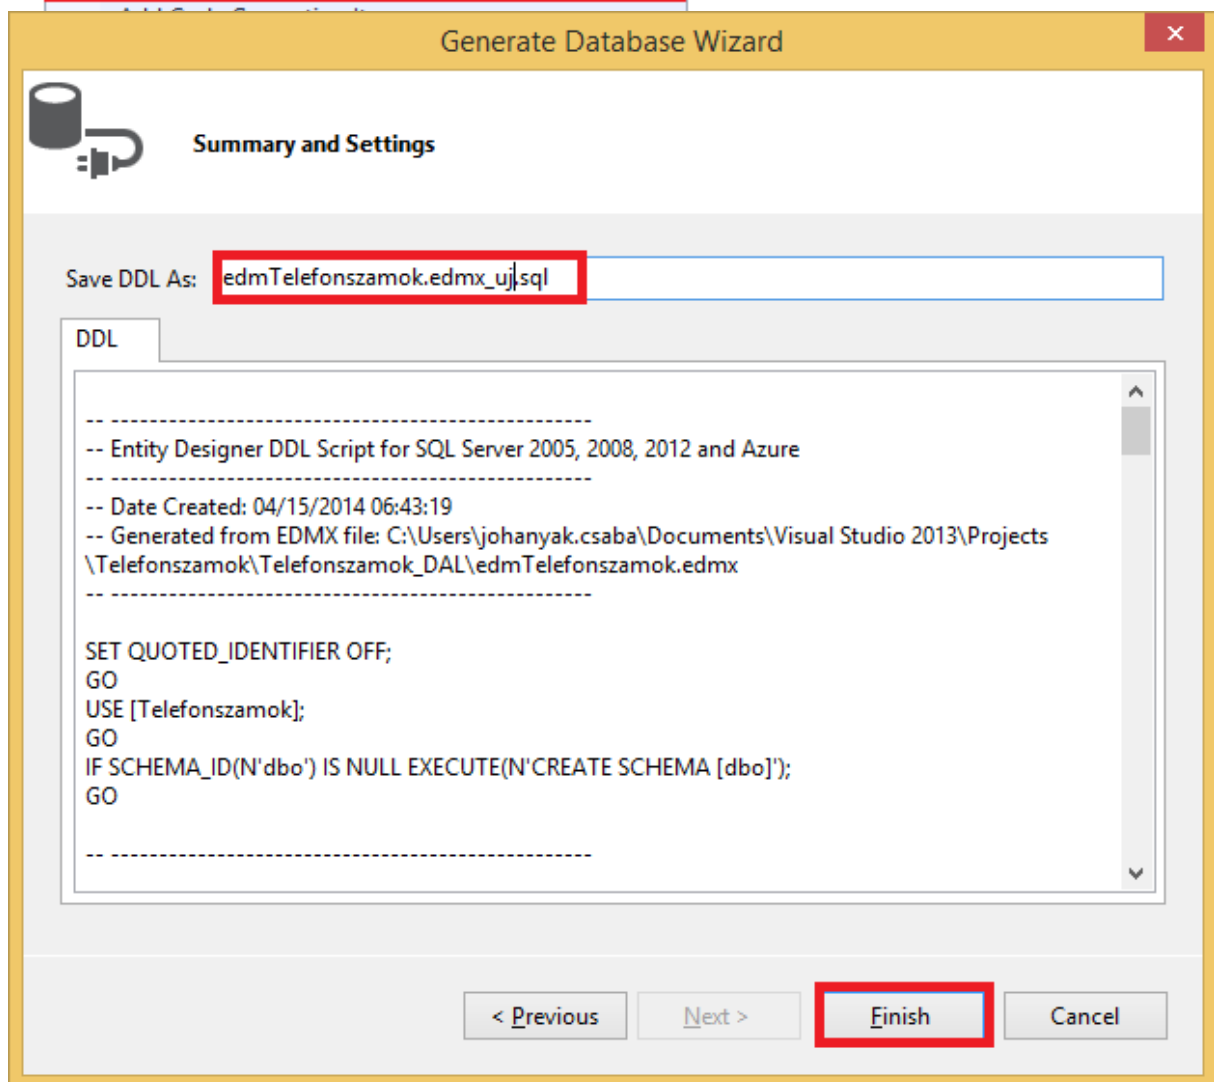 Generate Database Wizard
Summary and Settings
Save DDL As: edmTelefonszamok.edmx_uj.sql
DDL
-- --------------------------------------------------
-- Entity Designer DDL Script for SQL Server 2005, 2008, 2012 and Azure
-- --------------------------------------------------
-- Date Created: 04/15/2014 06:43:19
-- Generated from EDMX file: C:\Users\johanyak.csaba\Documents\Visual Studio 2013\Projects
\Telefonszamok\Telefonszamok_DAL\edmTelefonszamok.edmx
-- --------------------------------------------------
SET QUOTED_IDENTIFIER OFF;
GO
USE [Telefonszamok];
GO
IF SCHEMA_ID(N'dbo') IS NULL EXECUTE(N'CREATE SCHEMA [dbo]');
GO
-- --------------------------------------------------
< Previous Next > Finish Cancel